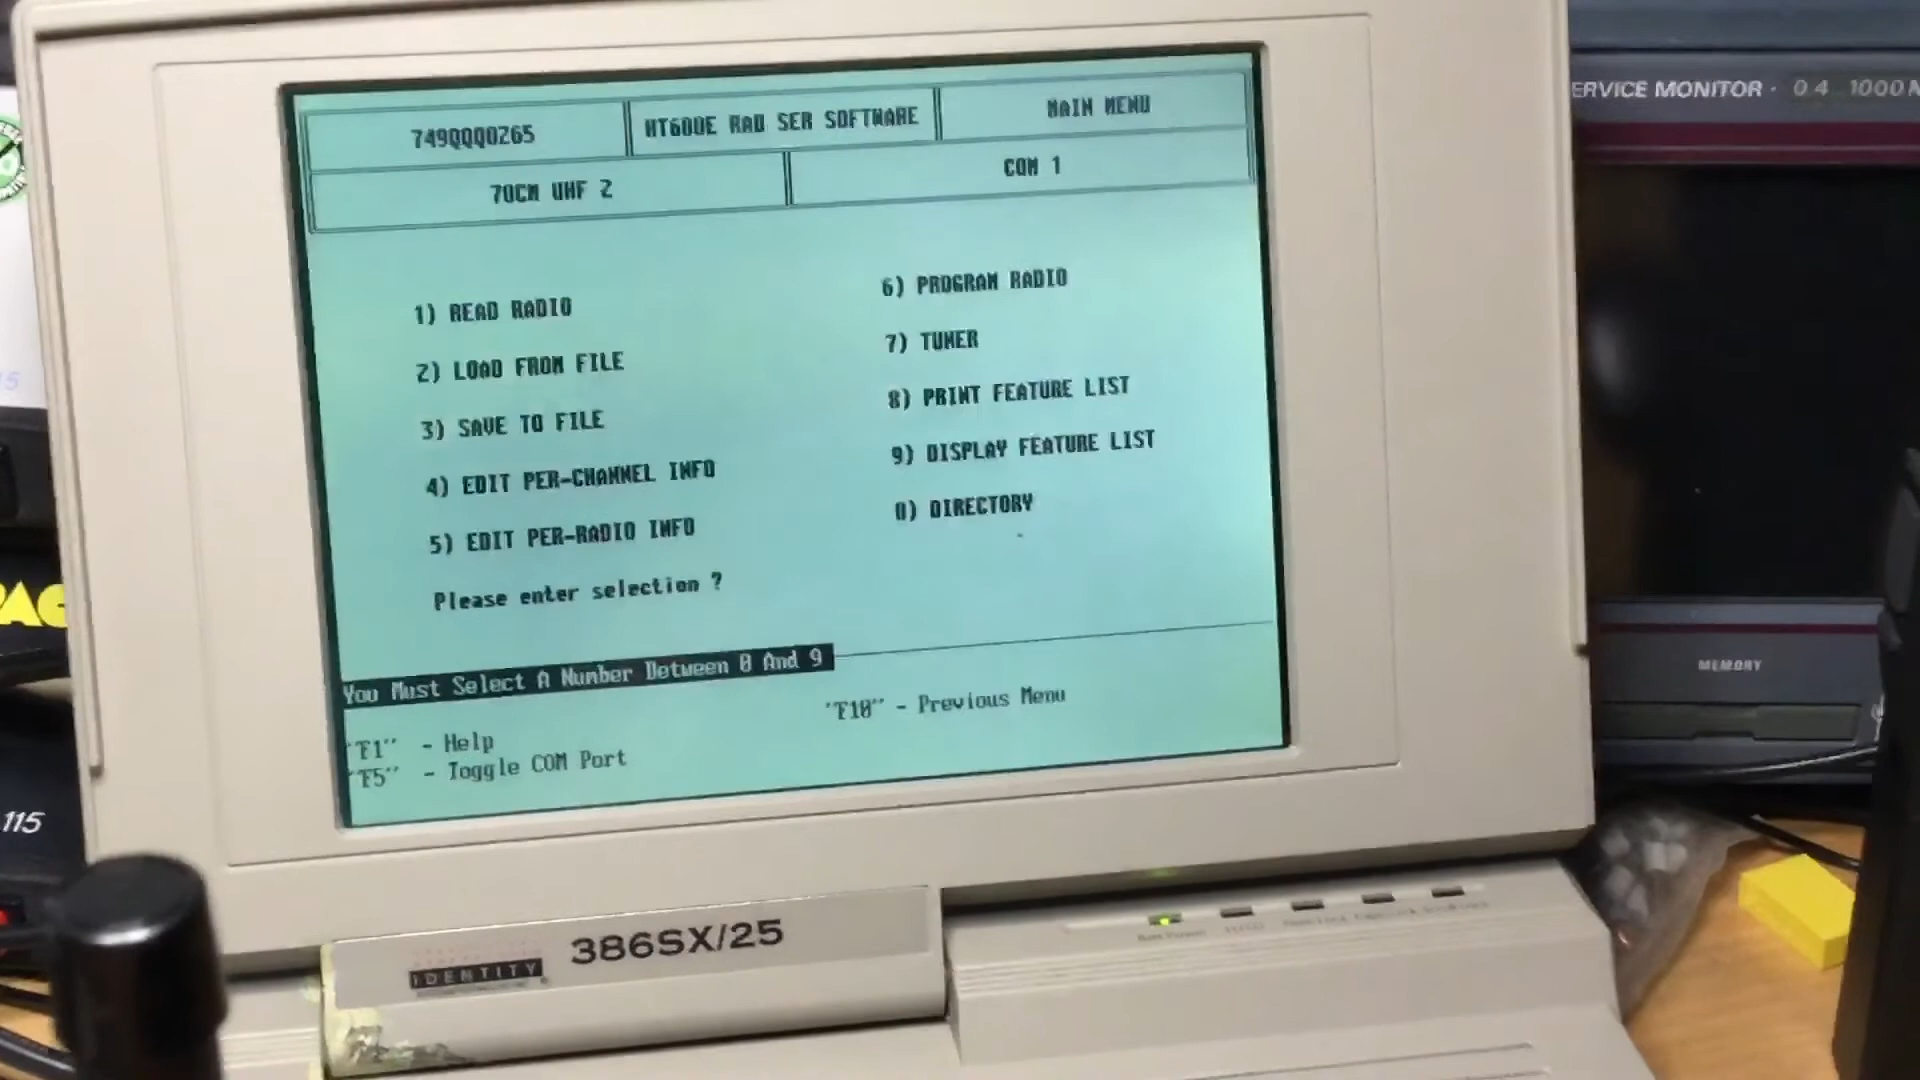 ERVICE MONITOR · 0 4 1000
749QQQ0265
HT600E RAD SER SOFTWARE
MAIN MENU
70CM UHF 2
COM 1
1) READ RADIO
2) LOAD FROM FILE
3) SAVE TO FILE
4) EDIT PER-CHANNEL INFO
5) EDIT PER-RADIO INFO
6) PROGRAM RADIO
7) TUNER
8) PRINT FEATURE LIST
9) DISPLAY FEATURE LIST
0) DIRECTORY
Please enter selection ?
You Must Select A Number Between 0 And 9
"F1" - Help
"F10" - Previous Menu
"F5" - Toggle COM Port
MEMORY
115
IDENTITY
386SX/25